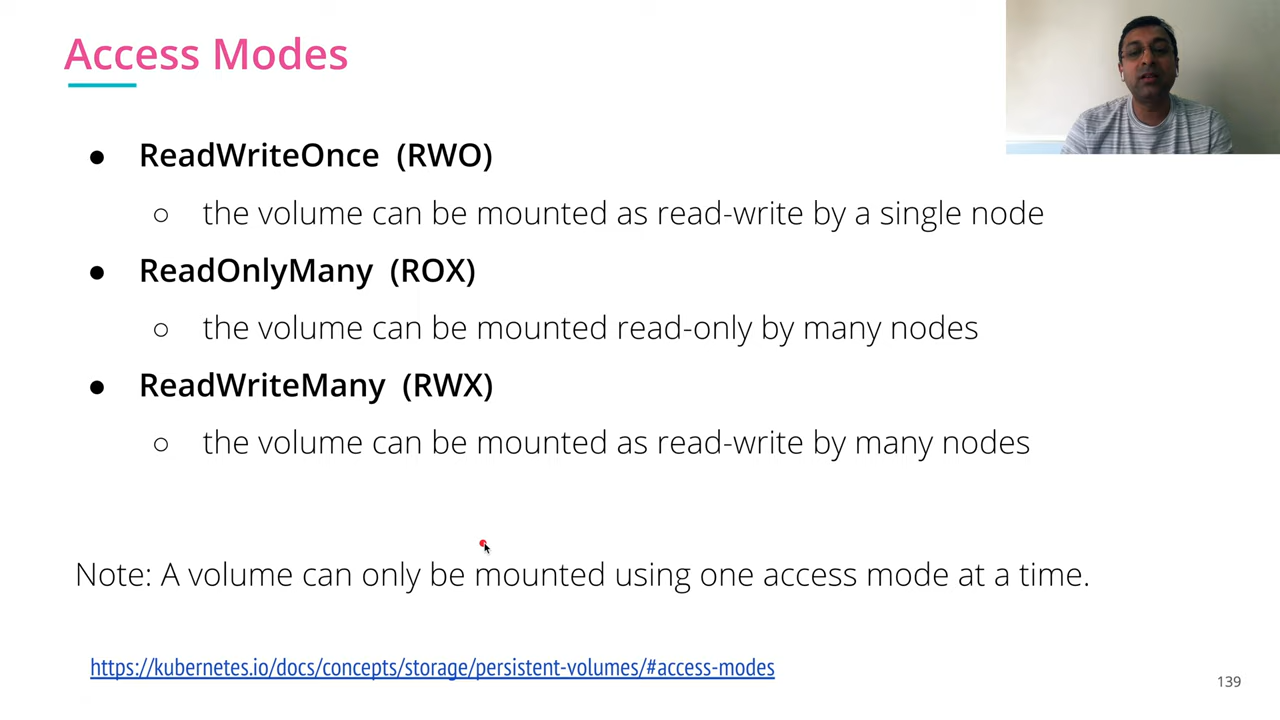 Access Modes
● ReadWriteOnce (RWO)
○ the volume can be mounted as read-write by a single node
● ReadOnlyMany (ROX)
○ the volume can be mounted read-only by many nodes
● ReadWriteMany (RWX)
○ the volume can be mounted as read-write by many nodes
Note: A volume can only be mounted using one access mode at a time.
https://kubernetes.io/docs/concepts/storage/persistent-volumes/#access-modes
139